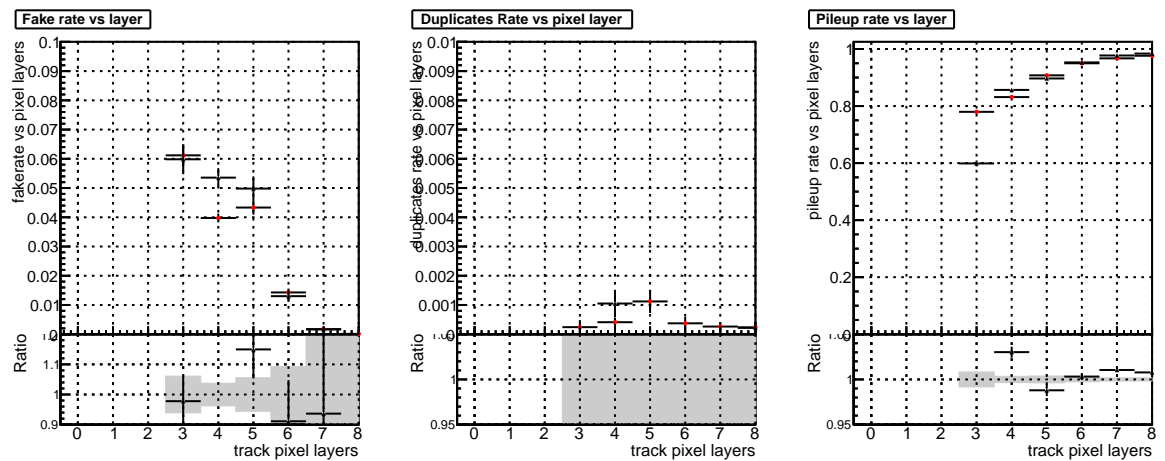 Fake rate vs layer
fakerate vs pixel layers
0.1
0.09
0.08
0.07
0.06
0.05
0.04
0.03
0.02
0.01
0
Ratio
1.1
1
0.9
0 1 2 3 4 5 6 7 8
track pixel layers
Duplicates Rate vs pixel layer
duplicates rate vs pixel layers
0.01
0.009
0.008
0.007
0.006
0.005
0.004
0.003
0.002
0.001
0
Ratio
1
0.95
0 1 2 3 4 5 6 7 8
track pixel layers
Pileup rate vs layer
pileup rate vs pixel layers
1
0.8
0.6
0.4
0.2
0
Ratio
1
0.95
0 1 2 3 4 5 6 7 8
track pixel layers